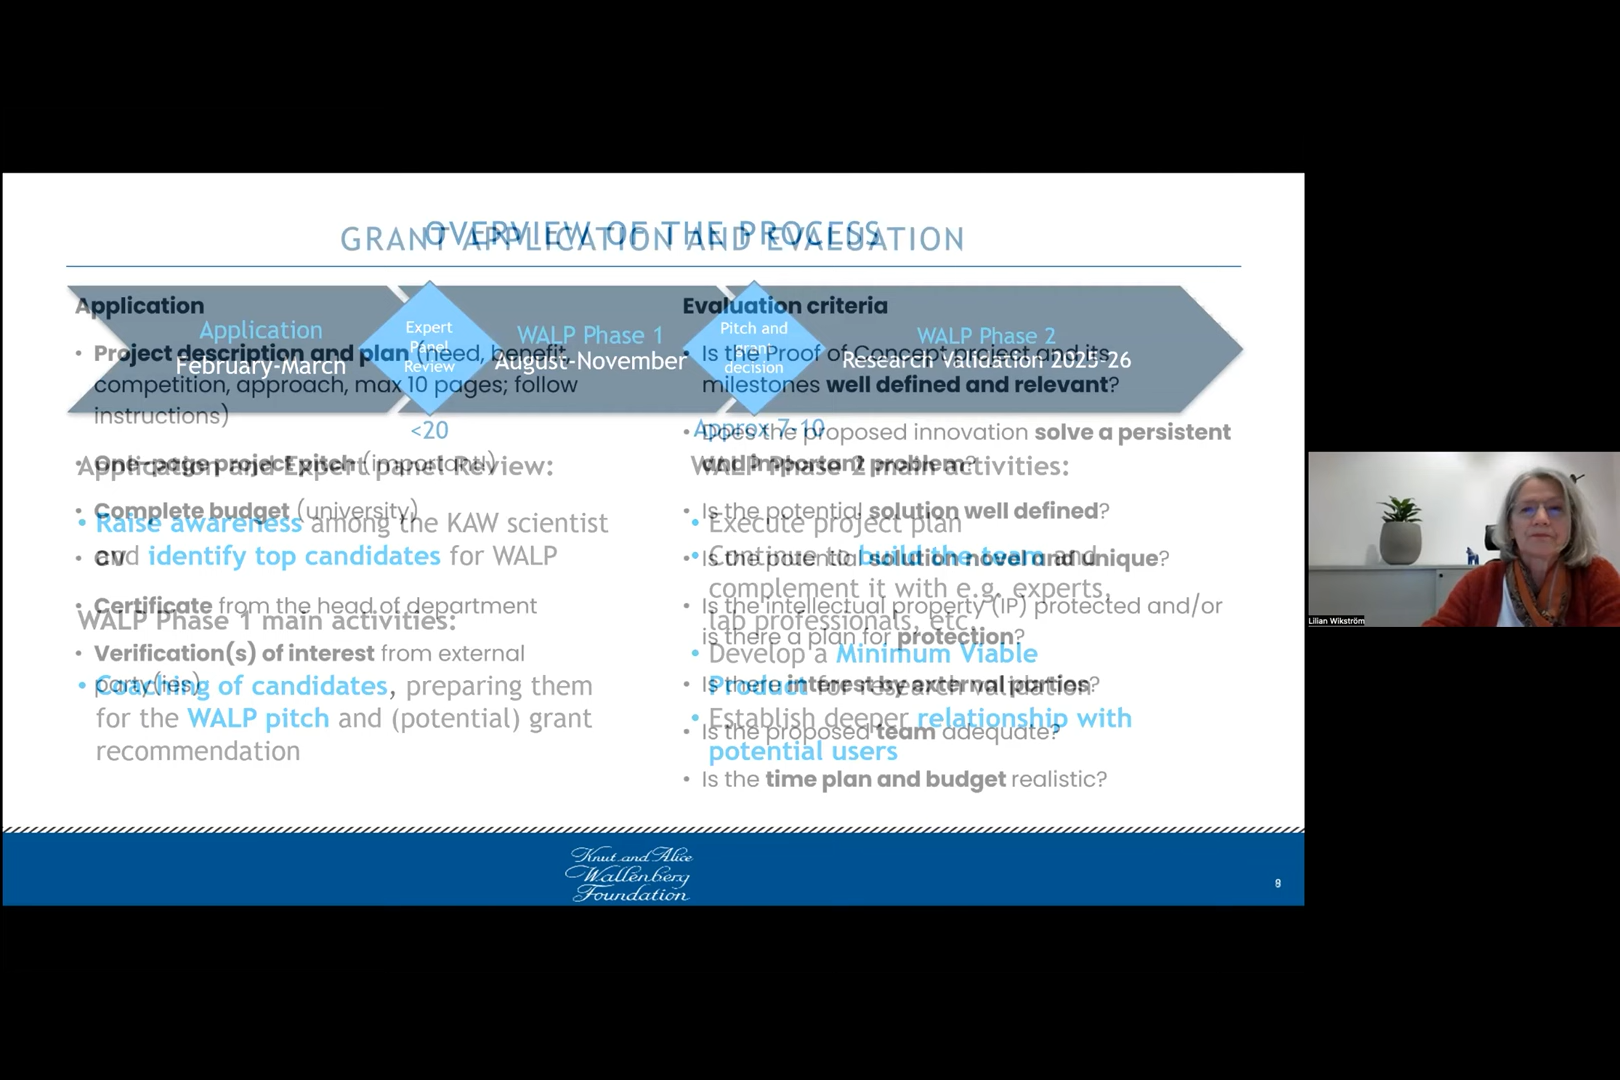 OVERVIEW OF THE PROCESS
Application
February-March
Expert
Panel
Review
WALP Phase 1
August-November
Pitch and
grant
decision
WALP Phase 2
Research Validation 2025-26
<20
Approx 7-10
Application and Expert panel Review:
• Raise awareness among the KAW scientist
and identify top candidates for WALP
WALP Phase 1 main activities:
• Coaching of candidates, preparing them
for the WALP pitch and (potential) grant
recommendation
WALP Phase 2 main activities:
• Execute project plan
• Continue to build the team and
complement it with e.g. experts,
lab professionals, etc.
• Develop a Minimum Viable
Product for research validation
• Establish deeper relationship with
potential users
GRANT APPLICATION AND EVALUATION
Application
• Project description and plan (need, benefit,
competition, approach, max 10 pages; follow
instructions)
• One-page project pitch (important!)
• Complete budget (university)
• CV
• Certificate from the head of department
• Verification(s) of interest from external
party(ies)
Evaluation criteria
• Is the Proof of Concept project and its
milestones well defined and relevant?
• Does the proposed innovation solve a persistent
and important problem?
• Is the potential solution well defined?
• Is the potential solution novel and unique?
• Is the intellectual property (IP) protected and/or
is there a plan for protection?
• Is there interest by external parties?
• Is the proposed team adequate?
• Is the time plan and budget realistic?
Knut and Alice
Wallenberg
Foundation
9
Lilian Wikström